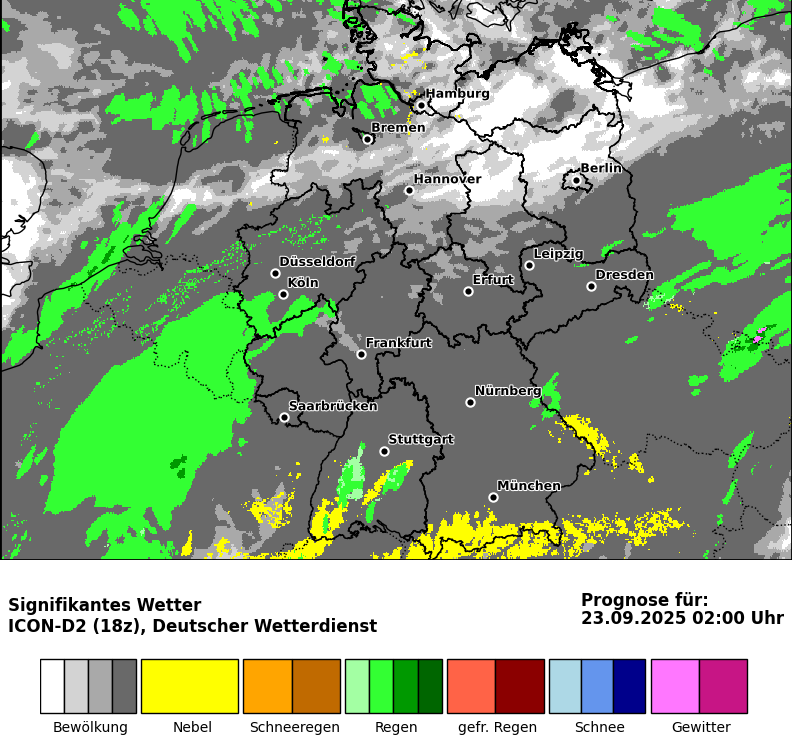 Hamburg
Bremen
Berlin
Hannover
Leipzig
Düsseldorf
Dresden
Köln
Erfurt
Frankfurt
Nürnberg
Saarbrücken
Stuttgart
München
Signifikantes Wetter
ICON-D2 (18z), Deutscher Wetterdienst
Prognose für:
23.09.2025 02:00 Uhr
Bewölkung
Nebel
Schneeregen
Regen
gefr. Regen
Schnee
Gewitter